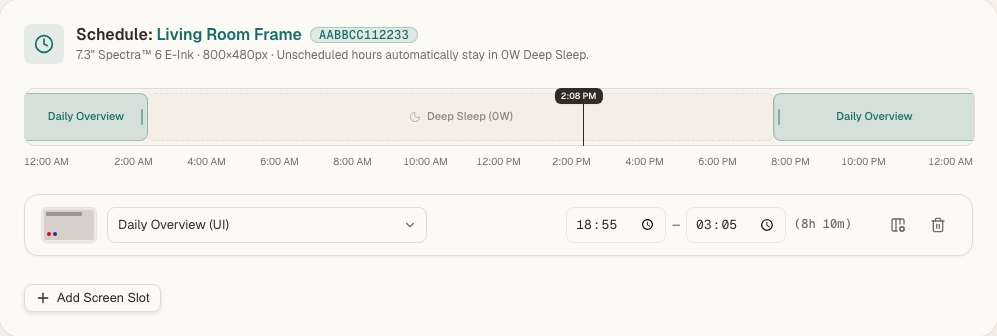 Schedule: Living Room Frame AABBCC112233
7.3" Spectra™ 6 E-Ink · 800×480px · Unscheduled hours automatically stay in 0W Deep Sleep.
2:08 PM
Daily Overview Deep Sleep (0W) Daily Overview
12:00 AM 2:00 AM 4:00 AM 6:00 AM 8:00 AM 10:00 AM 12:00 PM 2:00 PM 4:00 PM 6:00 PM 8:00 PM 10:00 PM 12:00 AM
Daily Overview (UI) 18:55 – 03:05 (8h 10m)
Add Screen Slot